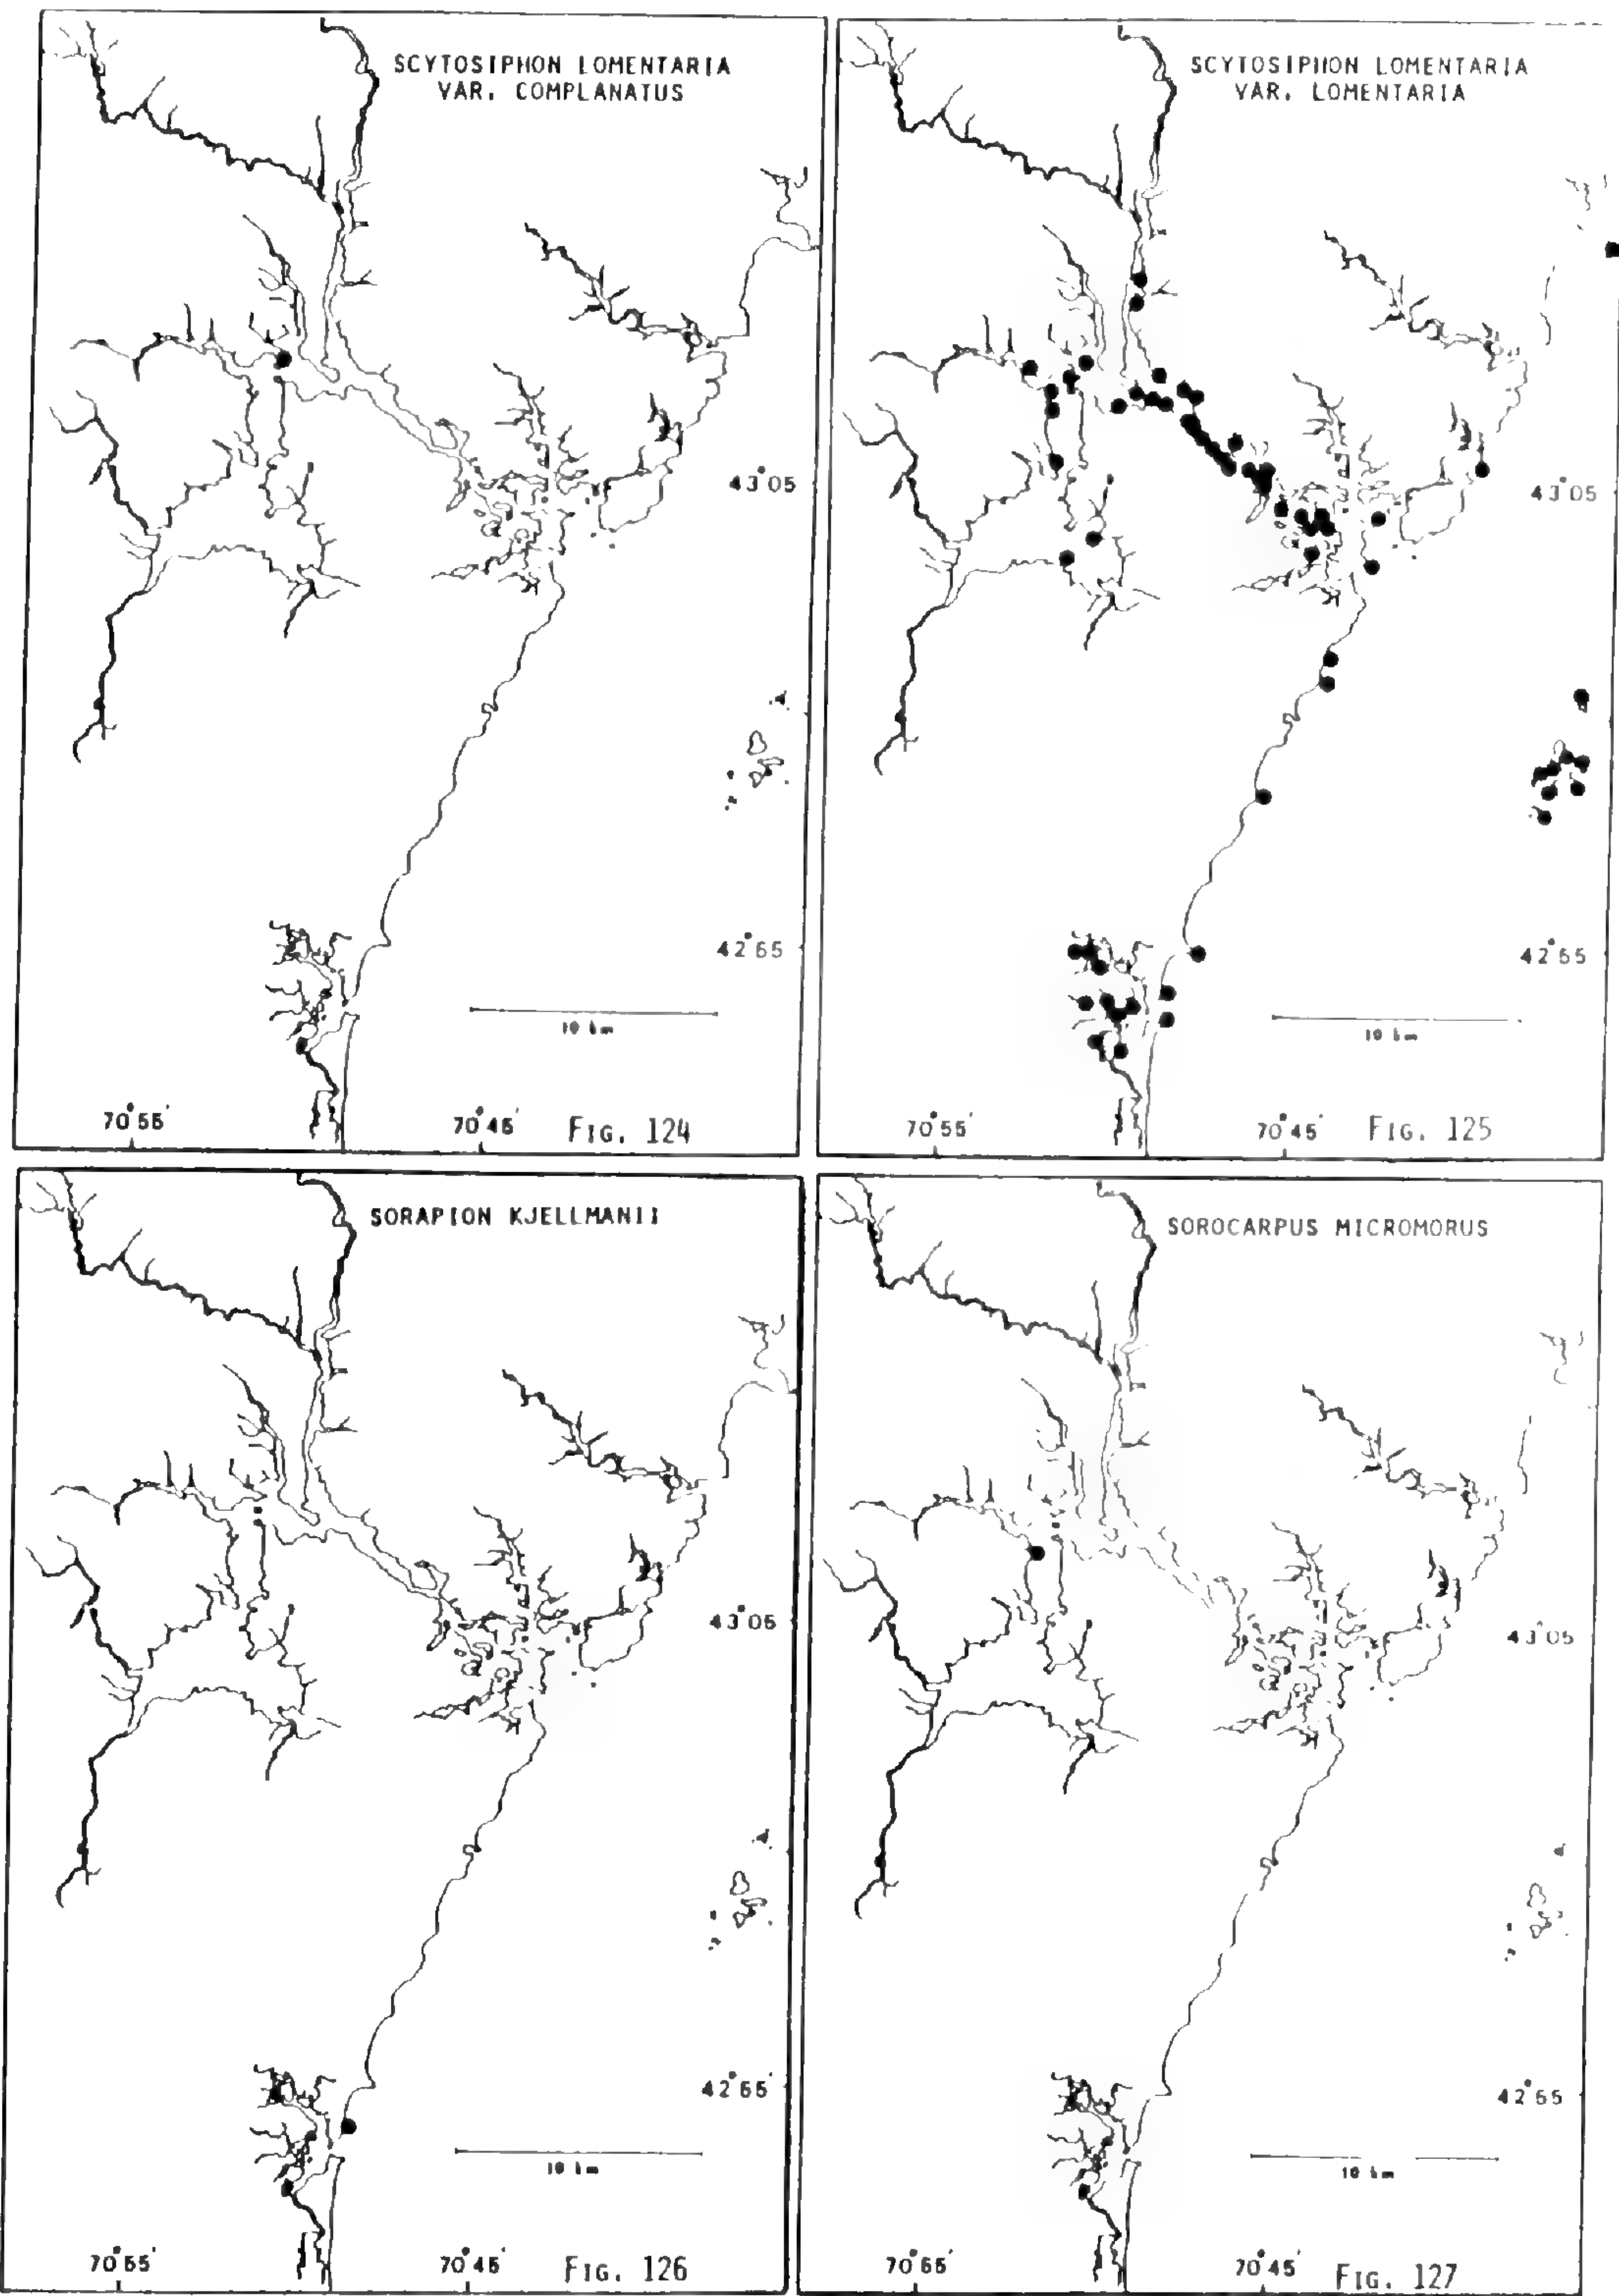 SCYTOSIPHON LOMENTARIA
VAR. COMPLANATUS
43°05
42°55
10 km
70°55'
70°45'
FIG. 124
SCYTOSIPHON LOMENTARIA
VAR. LOMENTARIA
43°05
42°55
10 km
70°55'
70°45'
FIG. 125
SORAPION KJELLMANII
43°05
42°55'
10 km
70°55'
70°45'
FIG. 126
SOROCARPUS MICROMORUS
43°05
42°55
10 km
70°55'
70°45'
FIG. 127